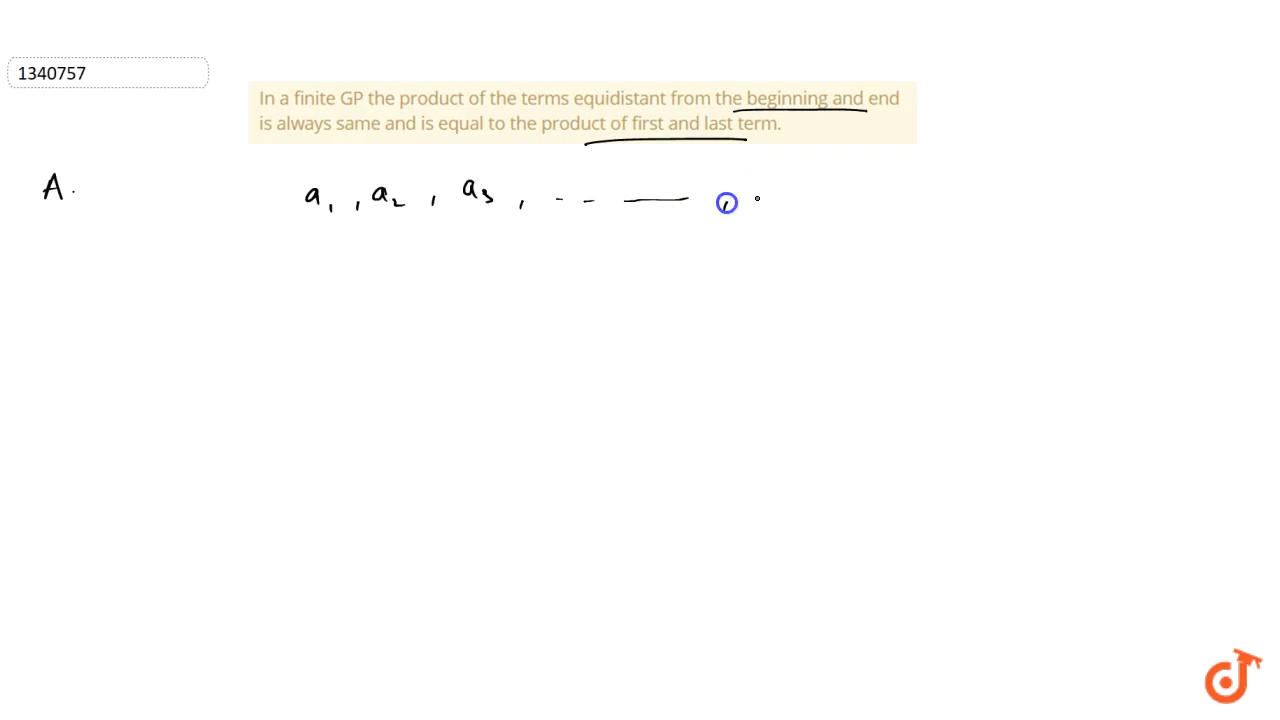 1340757
In a finite GP the product of the terms equidistant from the beginning and end
is always same and is equal to the product of first and last term.
A. a₁, a₂, a₃, - - —— ,